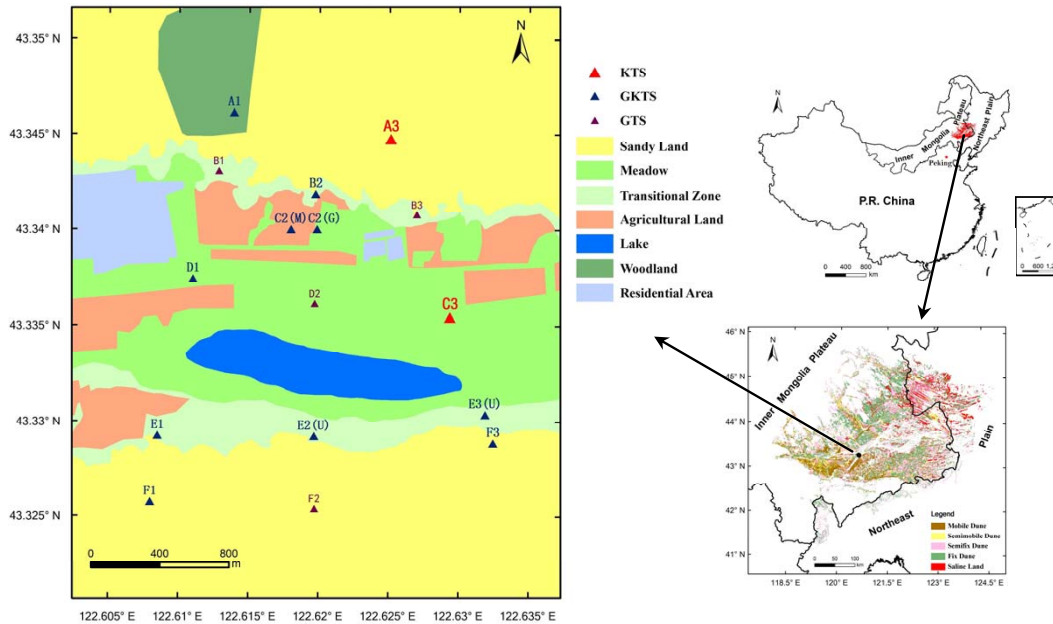 43.35° N
43.345° N
43.34° N
43.335° N
43.33° N
43.325° N
N
A1
A3
B1
B2
B3
C2(M) C2(G)
D1
D2
C3
E3(U)
E1
E2(U)
F3
F1
F2
0 400 800
m
122.605° E 122.61° E 122.615° E 122.62° E 122.625° E 122.63° E 122.635° E
KTS
GKTS
GTS
Sandy Land
Meadow
Transitional Zone
Agricultural Land
Lake
Woodland
Residential Area
N
Inner Mongolia Plateau
Northeast Plain
Peking
P.R. China
0 400 800
km
0 600 1,2
46° N
45° N
44° N
43° N
42° N
41° N
N
Inner Mongolia Plateau
Plain
Northeast
Legend
Mobile Dune
Semimobile Dune
Semifix Dune
Fix Dune
Saline Land
0 50 100
km
118.5° E 120° E 121.5° E 123° E 124.5° E